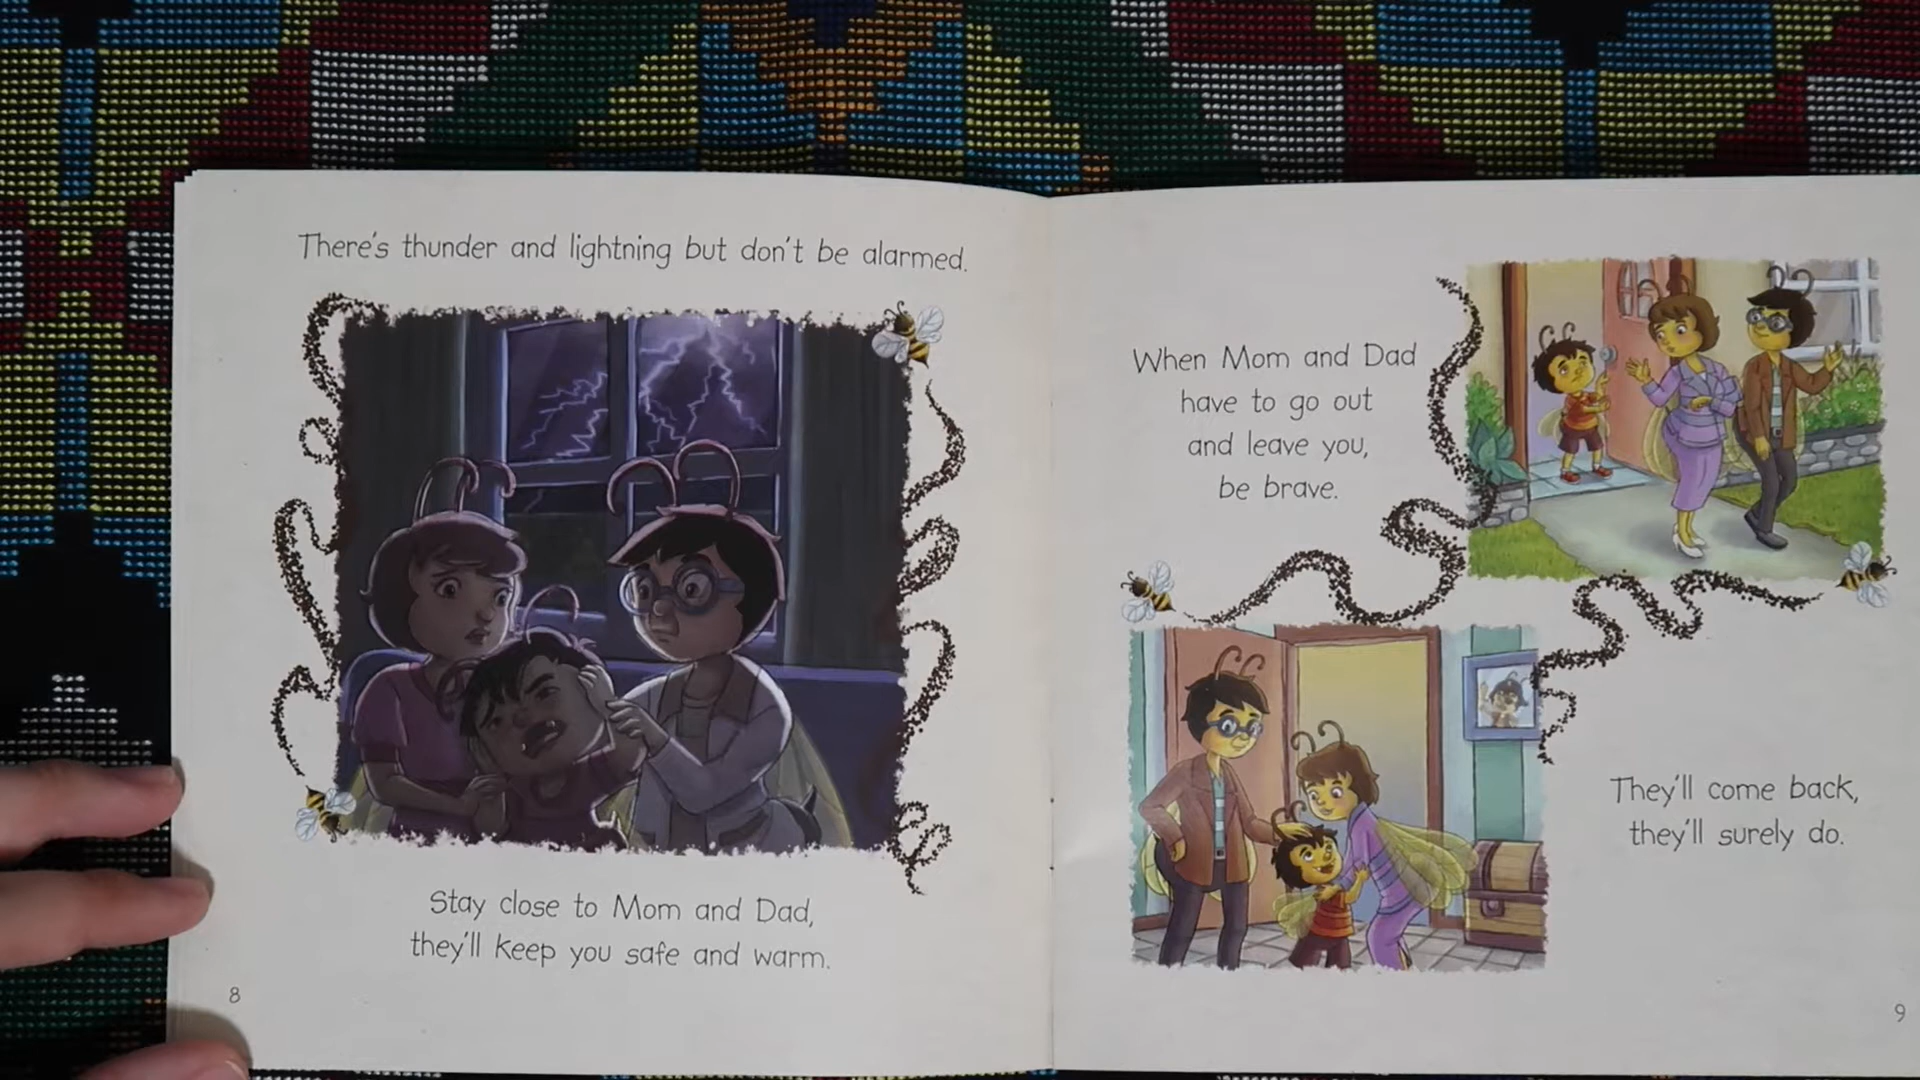 There's thunder and lightning but don't be alarmed.
Stay close to Mom and Dad,
they'll keep you safe and warm.
8
When Mom and Dad
have to go out
and leave you,
be brave.
They'll come back,
they'll surely do.
9